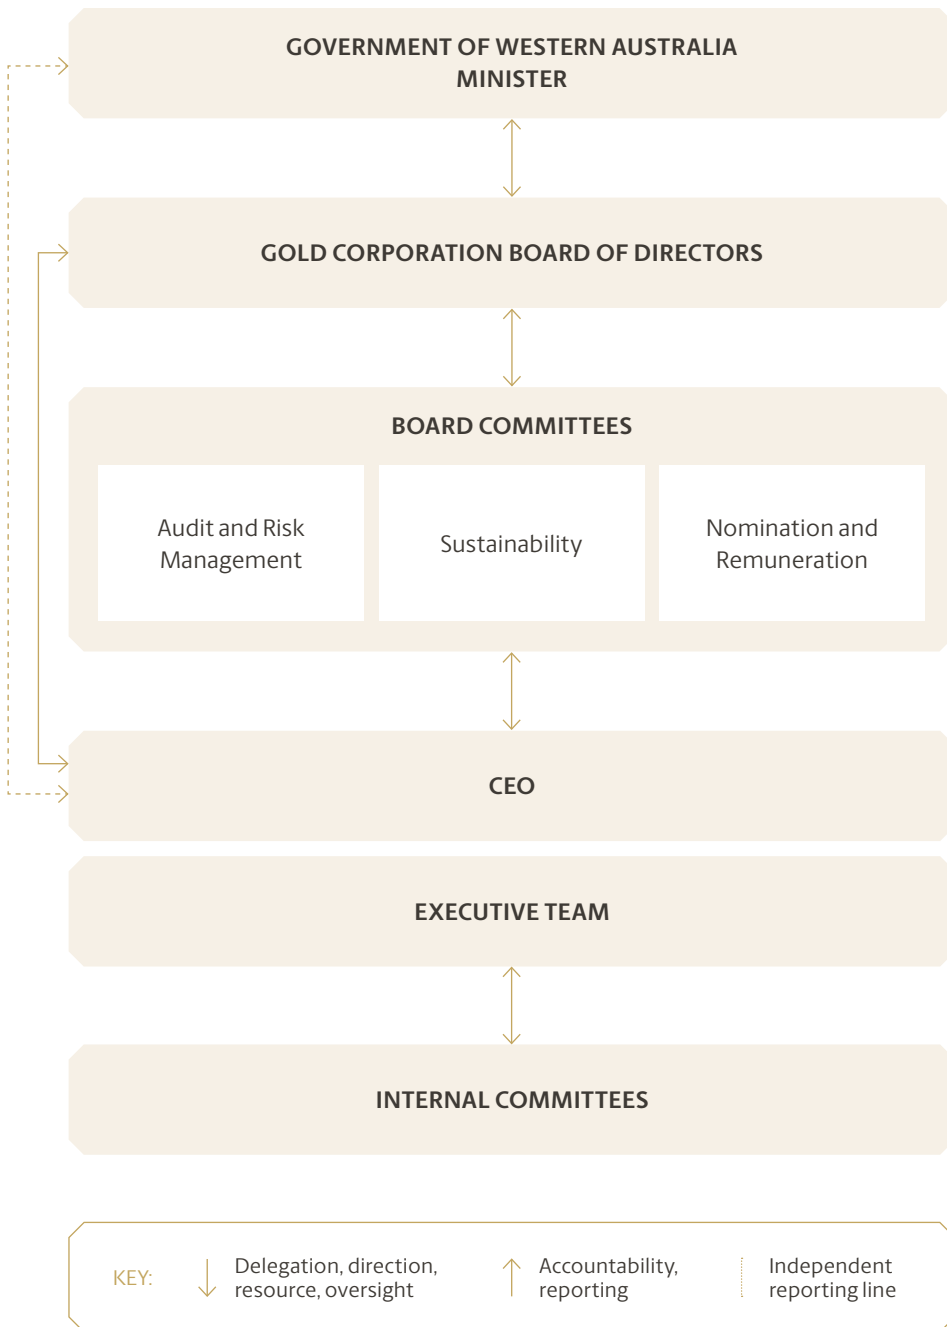 GOVERNMENT OF WESTERN AUSTRALIA
MINISTER
GOLD CORPORATION BOARD OF DIRECTORS
BOARD COMMITTEES
Audit and Risk
Management
Sustainability
Nomination and
Remuneration
CEO
EXECUTIVE TEAM
INTERNAL COMMITTEES
KEY:
Delegation, direction,
resource, oversight
Accountability,
reporting
Independent
reporting line